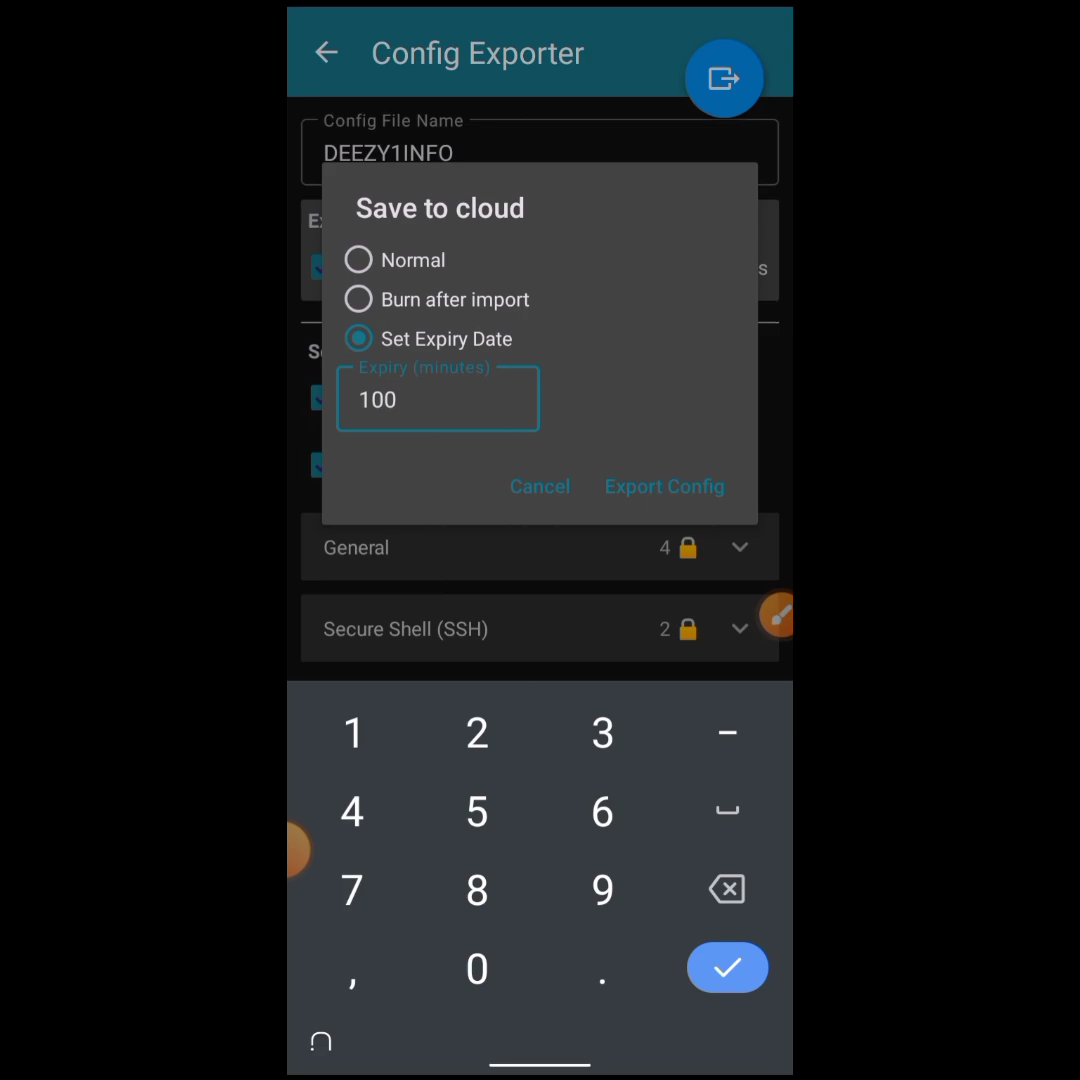 Config Exporter
Config File Name
DEEZY1INFO
Save to cloud
Normal
Burn after import
Set Expiry Date
Expiry (minutes)
100
Cancel
Export Config
General 4
Secure Shell (SSH) 2
1 2 3 -
4 5 6
7 8 9
, 0 .